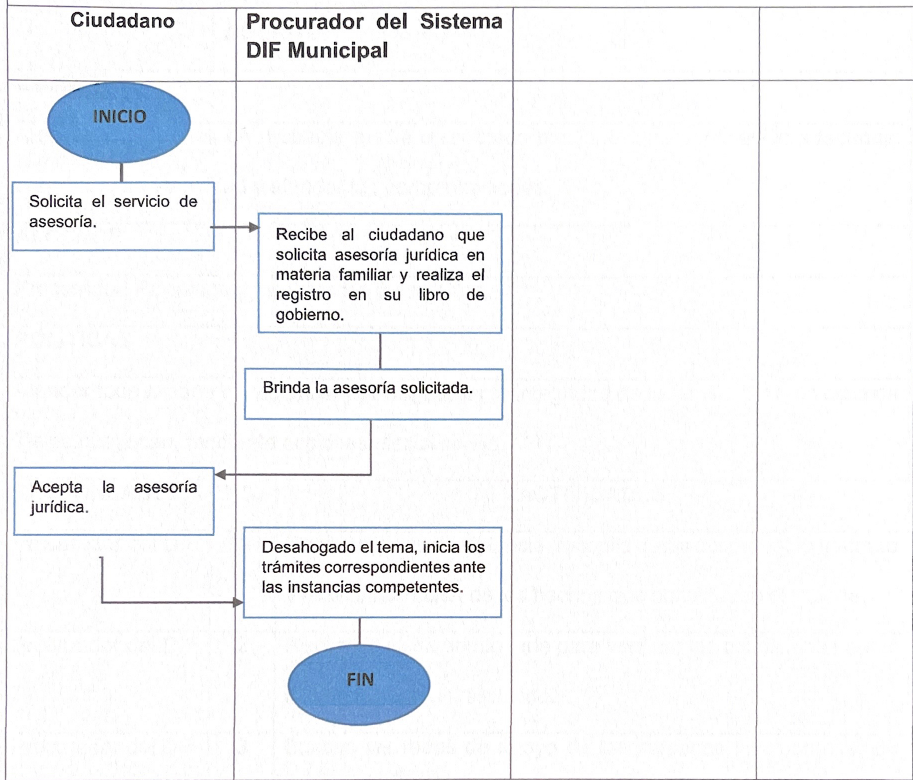 Ciudadano
Procurador del Sistema
DIF Municipal
INICIO
Solicita el servicio de
asesoría.
Recibe al ciudadano que
solicita asesoría jurídica en
materia familiar y realiza el
registro en su libro de
gobierno.
Brinda la asesoría solicitada.
Acepta la asesoría
jurídica.
Desahogado el tema, inicia los
trámites correspondientes ante
las instancias competentes.
FIN